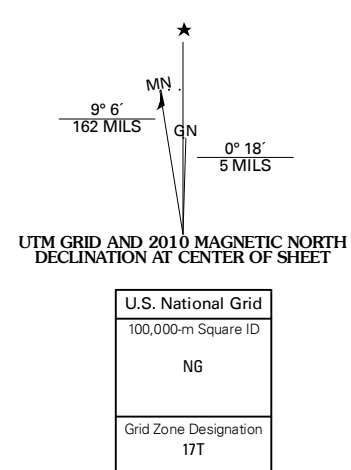 ★
MN
9° 6´
162 MILS
GN
0° 18´
5 MILS
UTM GRID AND 2010 MAGNETIC NORTH
DECLINATION AT CENTER OF SHEET
U.S. National Grid
100,000-m Square ID
NG
Grid Zone Designation
17T